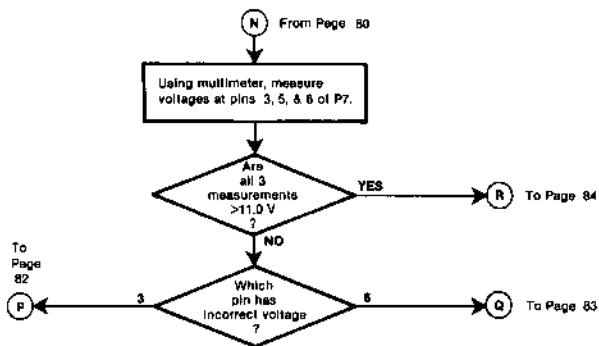 N From Page 80
Using multimeter, measure
voltages at pins 3, 5, & 6 of P7.
Are
all 3
measurements
>11.0 V
?
YES
R To Page 84
NO
To
Page
82
P
3
Which
pin has
incorrect voltage
?
6
Q To Page 83